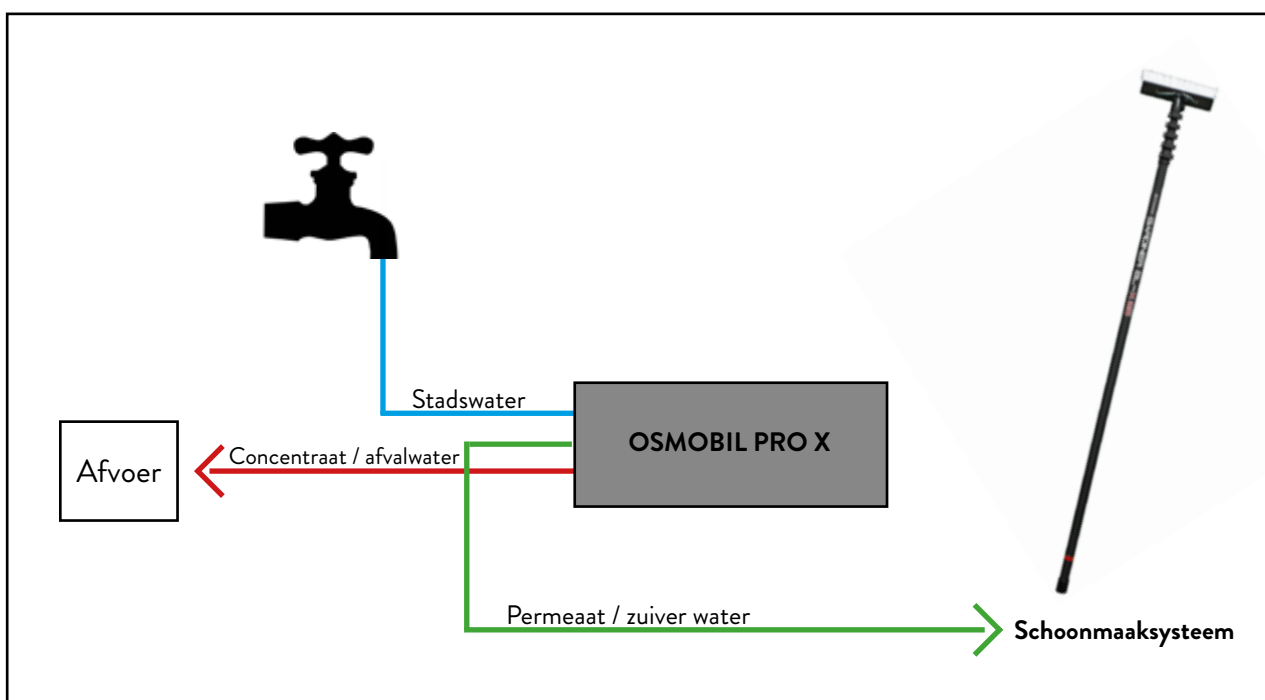 Stadswater
OSMOBIL PRO X
Concentraat / afvalwater
Afvoer
Permeaat / zuiver water
Schoonmaaksysteem